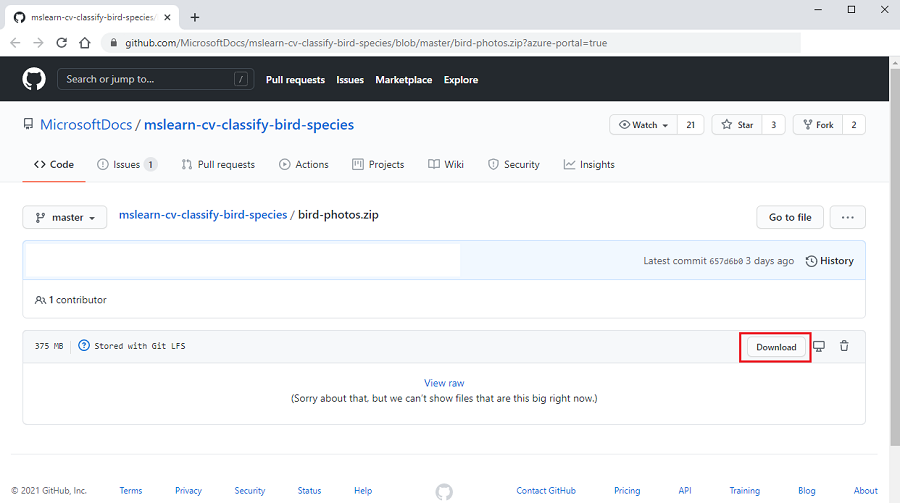 mslearn-cv-classify-bird-species/
github.com/MicrosoftDocs/mslearn-cv-classify-bird-species/blob/master/bird-photos.zip?azure-portal=true
Search or jump to... / Pull requests Issues Marketplace Explore
MicrosoftDocs / mslearn-cv-classify-bird-species Watch 21 Star 3 Fork 2
Code Issues 1 Pull requests Actions Projects Wiki Security Insights
master mslearn-cv-classify-bird-species / bird-photos.zip Go to file ...
Latest commit 657d6b0 3 days ago History
1 contributor
375 MB Stored with Git LFS Download
View raw
(Sorry about that, but we can't show files that are this big right now.)
© 2021 GitHub, Inc. Terms Privacy Security Status Help Contact GitHub Pricing API Training Blog About